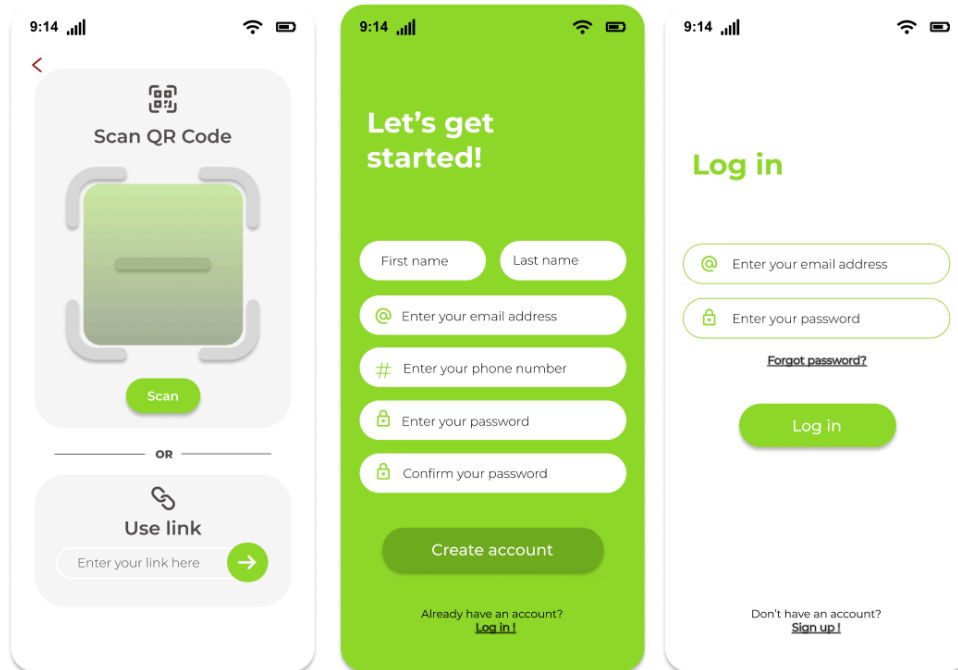 9:14
Scan QR Code
Scan
OR
Use link
Enter your link here
9:14
Let's get
started!
First name
Last name
@ Enter your email address
# Enter your phone number
Enter your password
Confirm your password
Create account
Already have an account?
Log in !
9:14
Log in
@ Enter your email address
Enter your password
Forgot password?
Log in
Don't have an account?
Sign up !